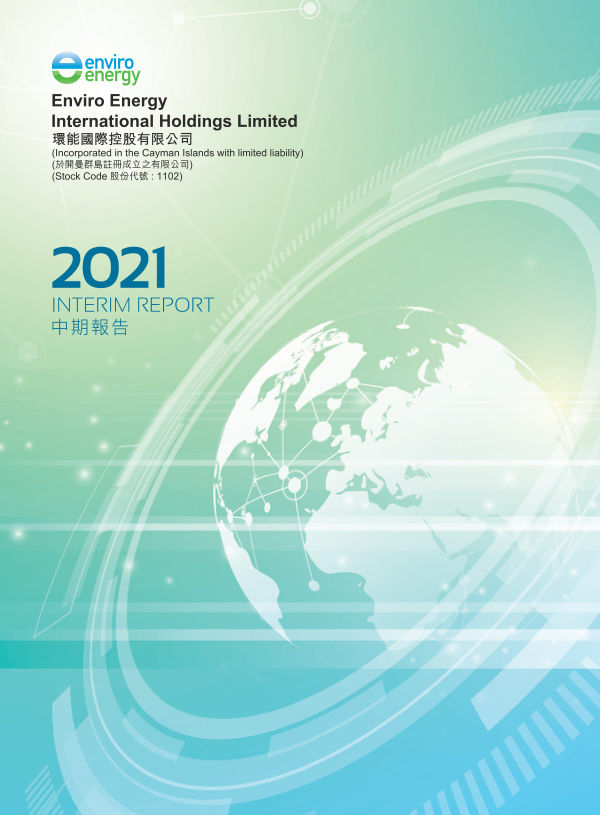 enviro
energy
Enviro Energy
International Holdings Limited
環能國際控股有限公司
(Incorporated in the Cayman Islands with limited liability)
(於開曼群島註冊成立之有限公司)
(Stock Code 股份代號 : 1102)
2021
INTERIM REPORT
中期報告